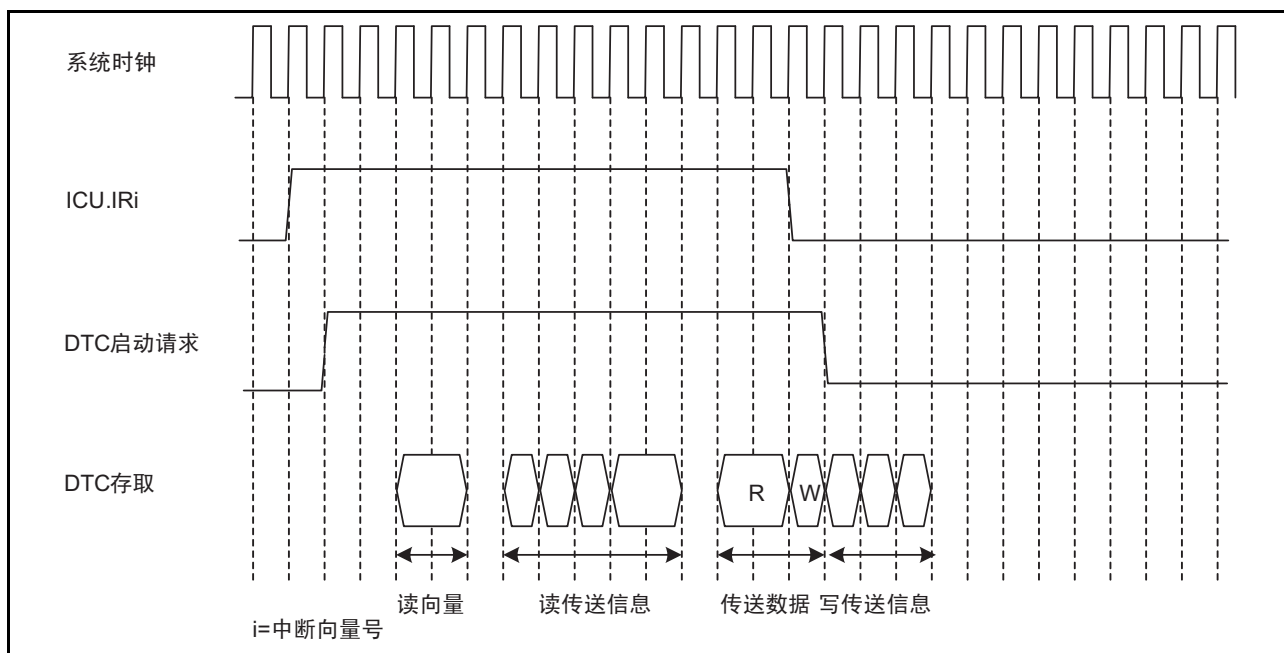 系统时钟
ICU.IRi
DTC启动请求
DTC存取
R W
读向量 读传送信息 传送数据 写传送信息
i=中断向量号